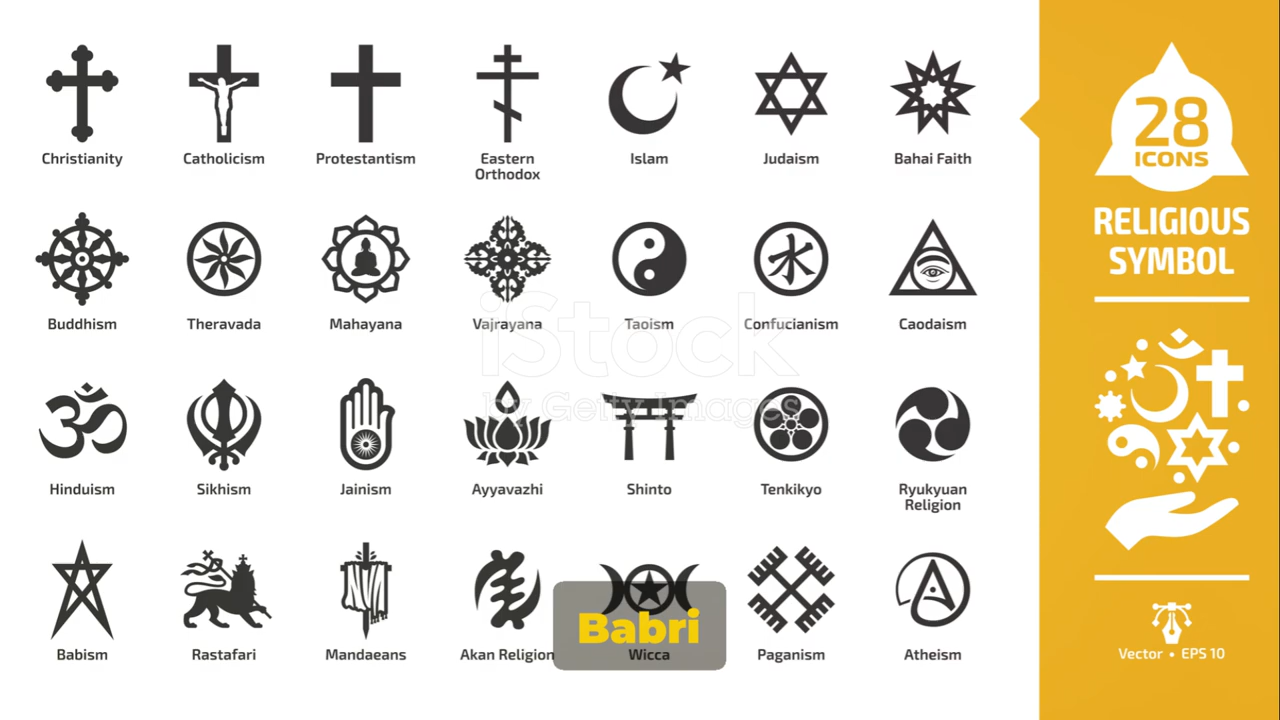 Christianity
Catholicism
Protestantism
Eastern
Orthodox
Islam
Judaism
Bahai Faith
28
ICONS
RELIGIOUS
SYMBOL
Buddhism
Theravada
Mahayana
Vajrayana
Taoism
Confucianism
Caodaism
iStock
by Getty Images
Hinduism
Sikhism
Jainism
Ayyavazhi
Shinto
Tenkikyo
Ryukyuan
Religion
Babism
Rastafari
Mandaeans
Akan Religion
Babri
Wicca
Paganism
Atheism
Vector • EPS 10